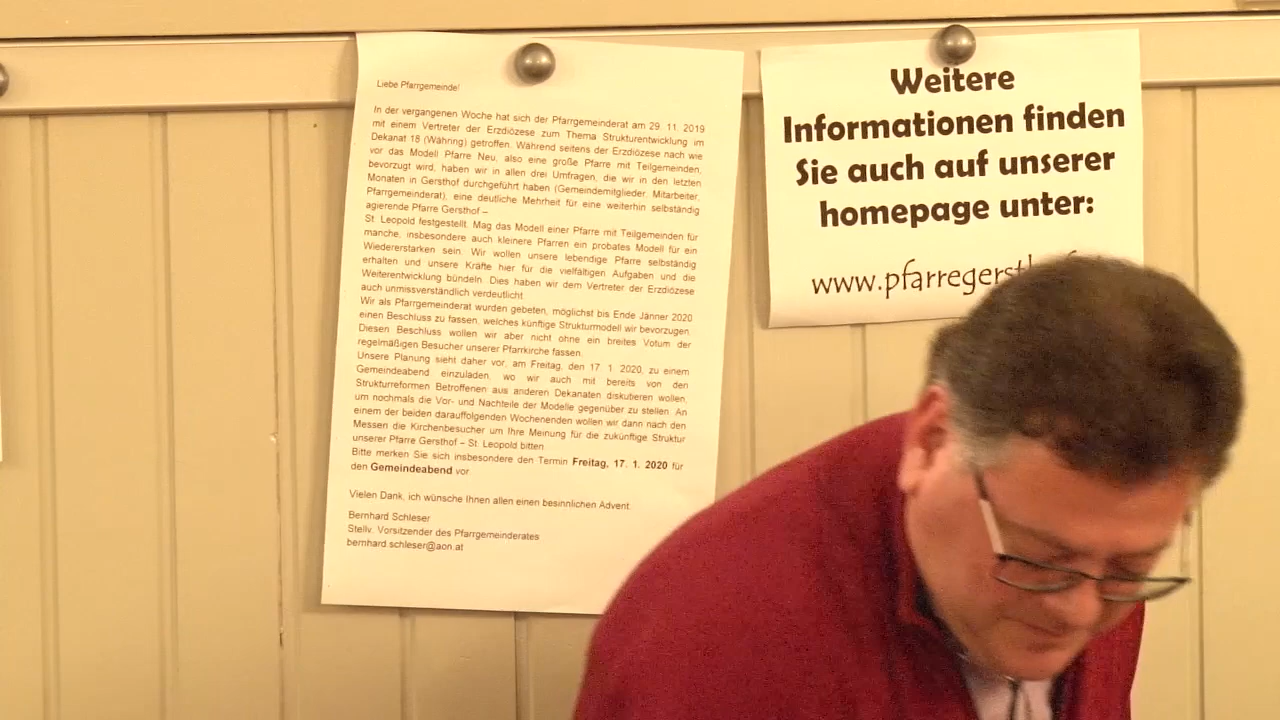 Liebe Pfarrgemeinde!
In der vergangenen Woche hat sich der Pfarrgemeinderat am 29. 11. 2019
mit einem Vertreter der Erzdiözese zum Thema Strukturentwicklung im
Dekanat 18 (Währing) getroffen. Während seitens der Erzdiözese nach wie
vor das Modell Pfarre Neu, also eine große Pfarre mit Teilgemeinden,
bevorzugt wird, haben wir in allen drei Umfragen, die wir in den letzten
Monaten in Gersthof durchgeführt haben (Gemeindemitglieder, Mitarbeiter,
Pfarrgemeinderat), eine deutliche Mehrheit für eine weiterhin selbständig
agierende Pfarre Gersthof –
St. Leopold festgestellt. Mag das Modell einer Pfarre mit Teilgemeinden für
manche, insbesondere auch kleinere Pfarren ein probates Modell für ein
Wiedererstarken sein. Wir wollen unsere lebendige Pfarre selbständig
erhalten und unsere Kräfte hier für die vielfältigen Aufgaben und die
Weiterentwicklung bündeln. Dies haben wir dem Vertreter der Erzdiözese
auch unmissverständlich verdeutlicht.
Wir als Pfarrgemeinderat wurden gebeten, möglichst bis Ende Jänner 2020
einen Beschluss zu fassen, welches künftige Strukturmodell wir bevorzugen.
Diesen Beschluss wollen wir aber nicht ohne ein breites Votum der
regelmäßigen Besucher unserer Pfarrkirche fassen.
Unsere Planung sieht daher vor, am Freitag, den 17. 1. 2020, zu einem
Gemeindeabend einzuladen, wo wir auch mit bereits von den
Strukturreformen Betroffenen aus anderen Dekanaten diskutieren wollen,
um nochmals die Vor- und Nachteile der Modelle gegenüber zu stellen. An
einem der beiden darauffolgenden Wochenenden wollen wir dann nach den
Messen die Kirchenbesucher um Ihre Meinung für die zukünftige Struktur
unserer Pfarre Gersthof – St. Leopold bitten.
Bitte merken Sie sich insbesondere den Termin Freitag, 17. 1. 2020 für
den Gemeindeabend vor.
Vielen Dank, ich wünsche Ihnen allen einen besinnlichen Advent.
Bernhard Schleser
Stellv. Vorsitzender des Pfarrgemeinderates
bernhard.schleser@aon.at
Weitere
Informationen finden
Sie auch auf unserer
homepage unter: